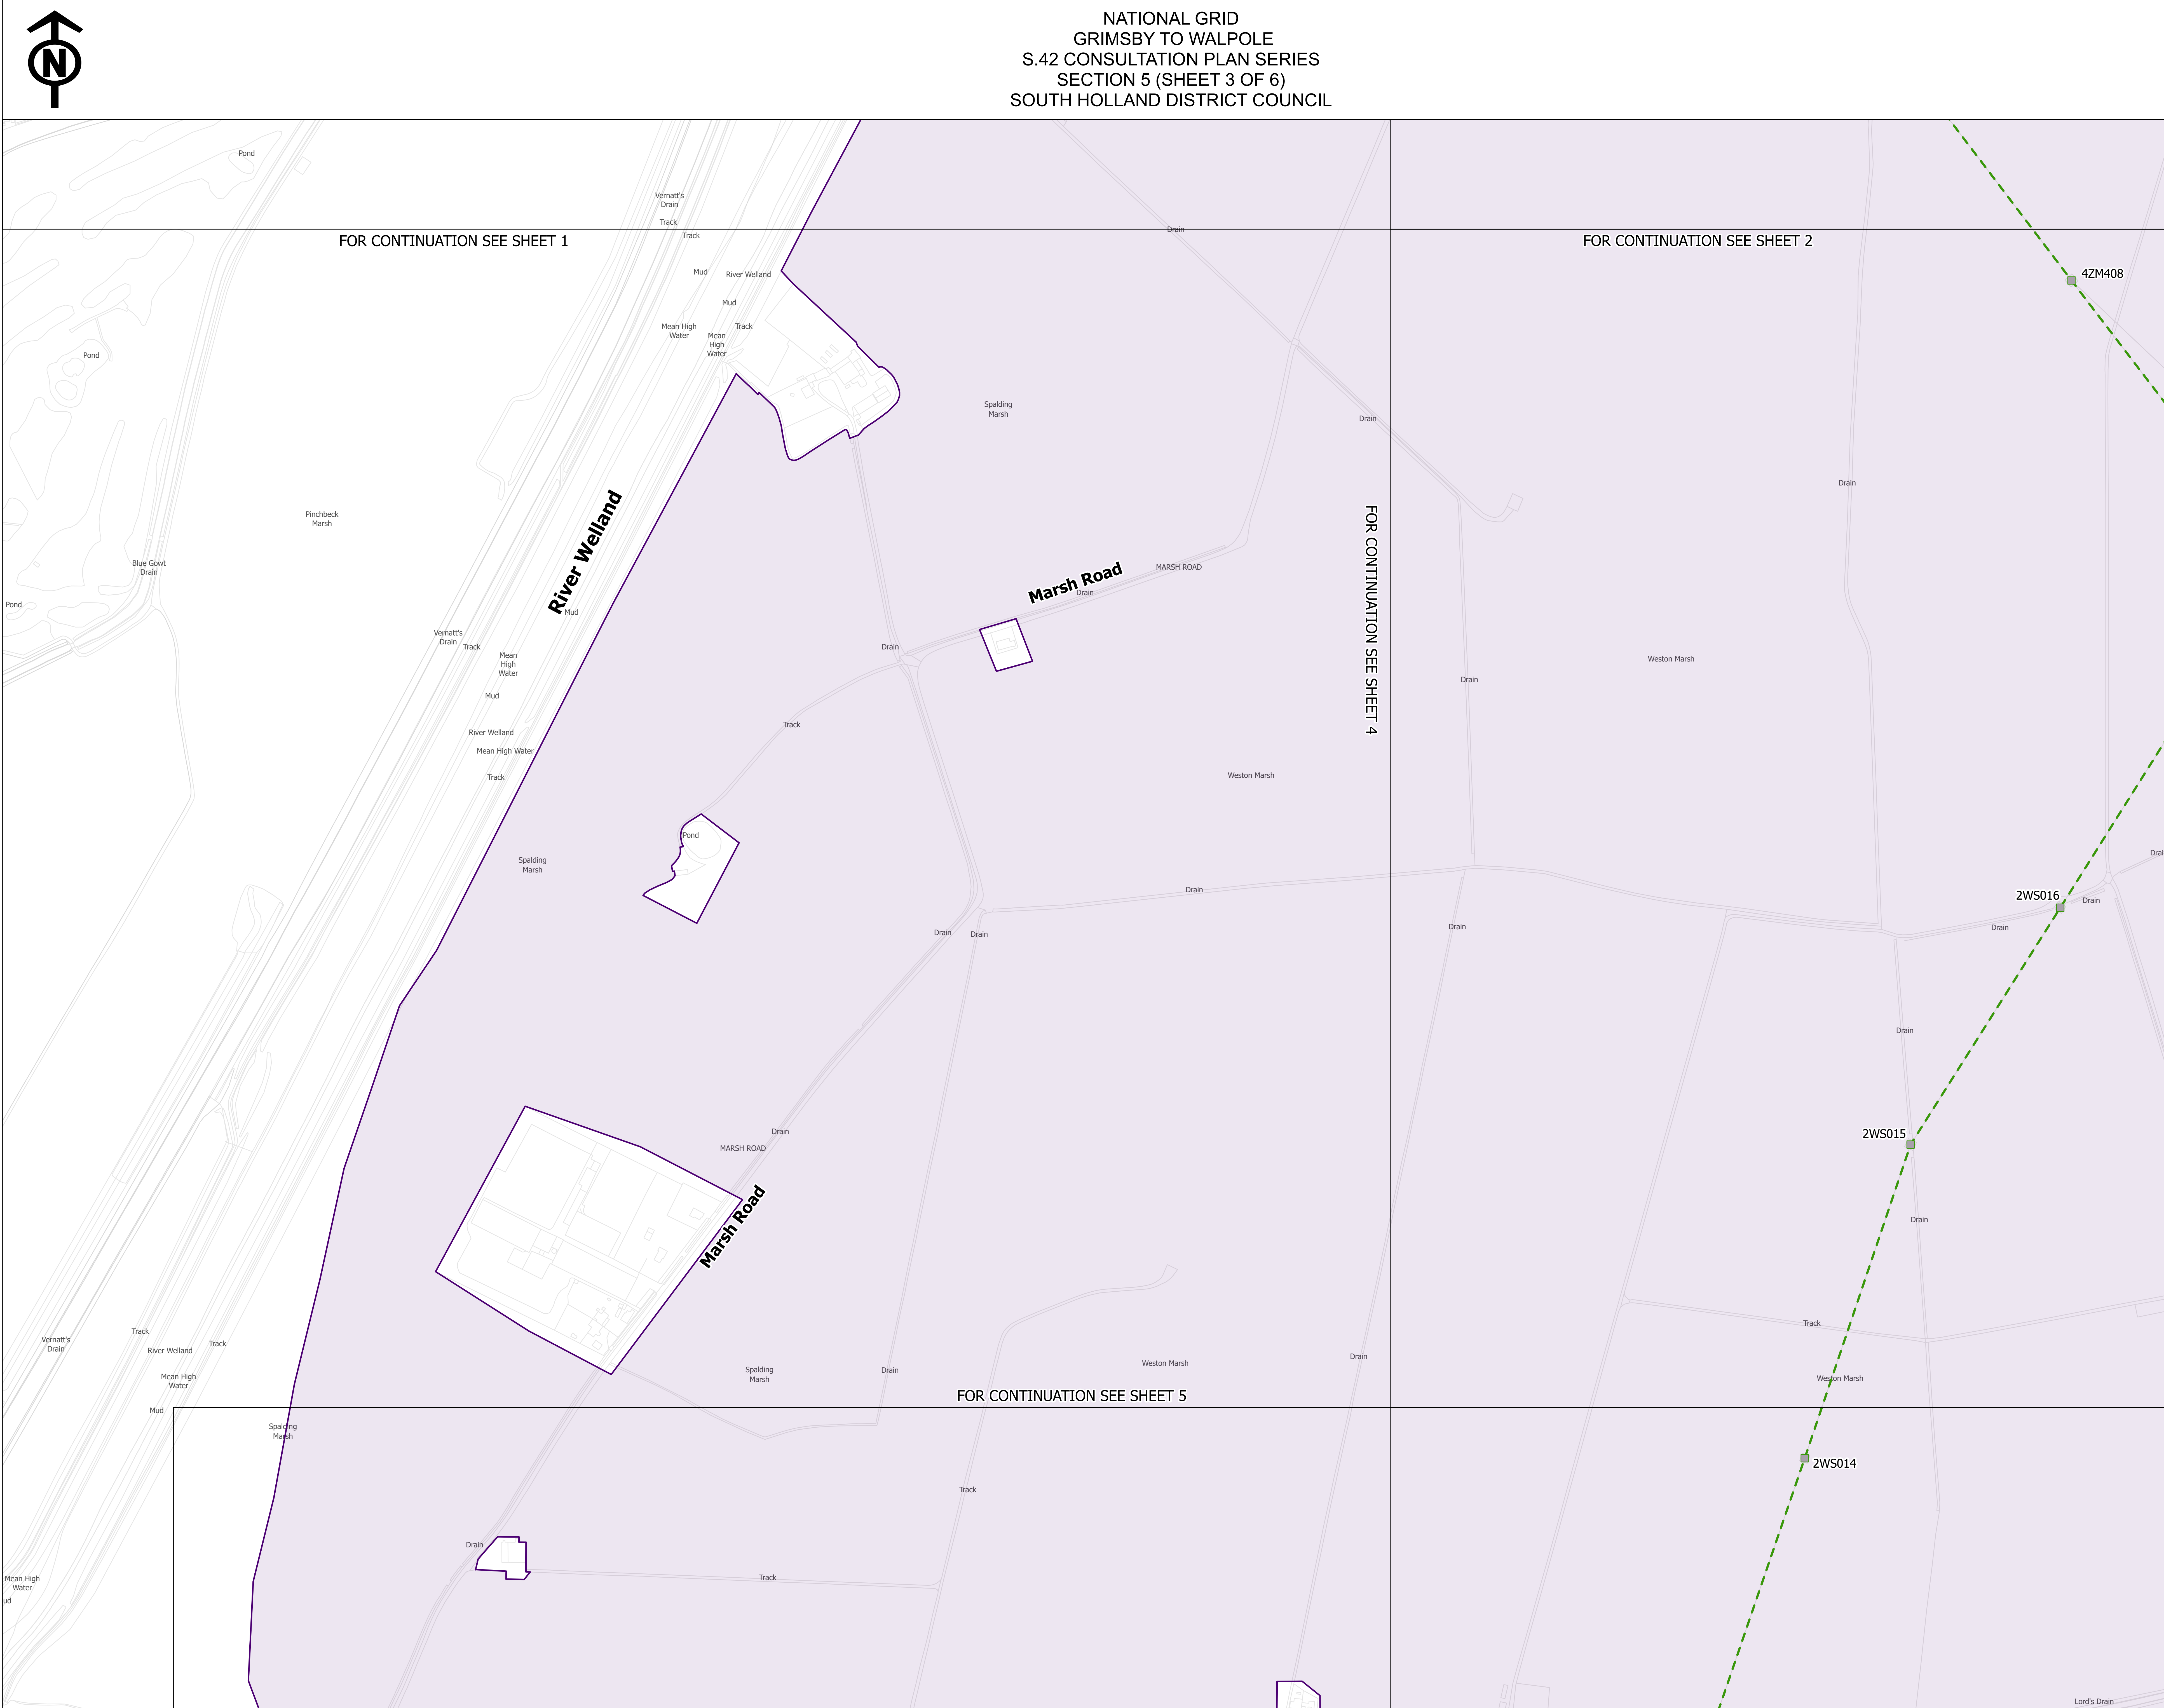 N
NATIONAL GRID
GRIMSBY TO WALPOLE
S.42 CONSULTATION PLAN SERIES
SECTION 5 (SHEET 3 OF 6)
SOUTH HOLLAND DISTRICT COUNCIL
Pond
Vernatt's
Drain
Track
Track
Drain
FOR CONTINUATION SEE SHEET 1
FOR CONTINUATION SEE SHEET 2
Mud
River Welland
4ZM408
Mud
Mean High
Water
Track
Mean
High
Water
Pond
Spalding
Marsh
Drain
Drain
Pinchbeck
Marsh
River Welland
FOR CONTINUATION SEE SHEET 4
Blue Gowt
Drain
Marsh Road
MARSH ROAD
Drain
Pond
Mud
Vernatt's
Drain
Track
Drain
Mean
High
Water
Weston Marsh
Drain
Mud
Track
River Welland
Mean High Water
Track
Weston Marsh
Pond
Drai
Spalding
Marsh
Drain
2WS016
Drain
Drain
Drain
Drain
Drain
Drain
2WS015
Drain
MARSH ROAD
Marsh Road
Drain
Track
Track
Vernatt's
Drain
Track
River Welland
Drain
Weston Marsh
Spalding
Marsh
Drain
Mean High
Water
Weston Marsh
FOR CONTINUATION SEE SHEET 5
Mud
Spalding
Marsh
2WS014
Track
Drain
Track
Mean High
Water
ud
Lord's Drain